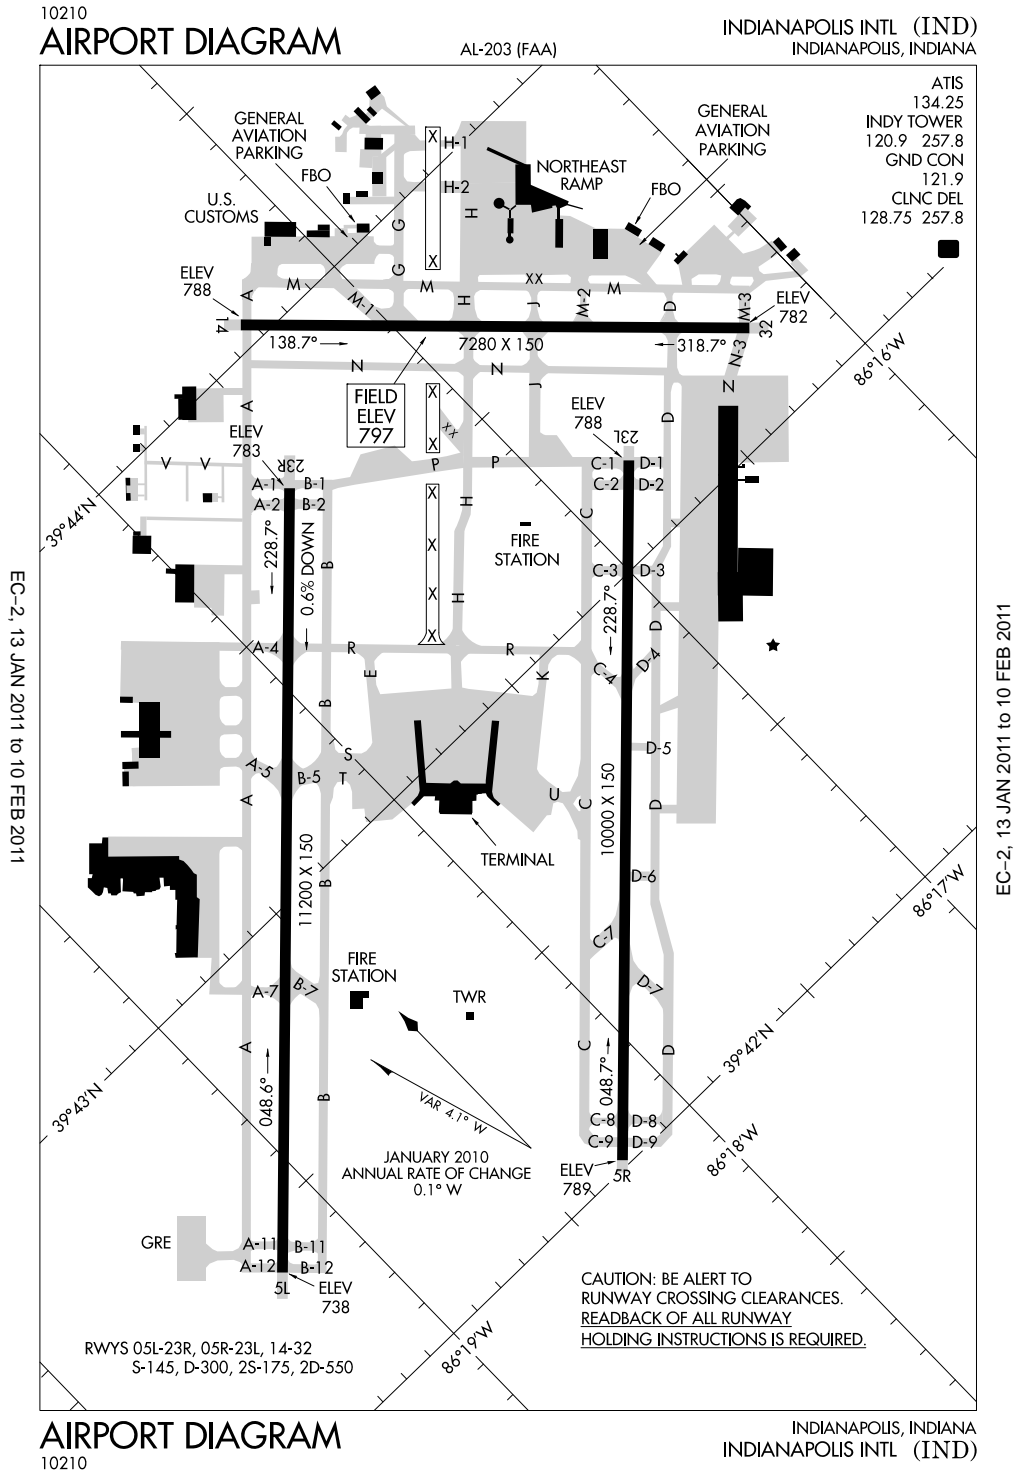 10210
AIRPORT DIAGRAM
AL-203 (FAA)
INDIANAPOLIS INTL (IND)
INDIANAPOLIS, INDIANA
ATIS
134.25
INDY TOWER
120.9 257.8
GND CON
121.9
CLNC DEL
128.75 257.8
GENERAL
AVIATION
PARKING
FBO
U.S.
CUSTOMS
H-1
H-2
X
X
H
G
G
NORTHEAST
RAMP
GENERAL
AVIATION
PARKING
FBO
ELEV
788
A
M
M-1
M
H
XX
J
M-2
M
D
M-3
ELEV
782
14
32
138.7°
7280 X 150
318.7°
N
N
J
N-3
N
86°16'W
FIELD
ELEV
797
X
X
XX
A
D
ELEV
783
ELEV
788
23R
23L
V
V
P
P
A-1
B-1
A-2
B-2
C-1
D-1
C-2
D-2
X
X
X
X
H
H
C
39°44'N
228.7°
0.6% DOWN
B
FIRE
STATION
C-3
D-3
228.7°
D
A-4
R
R
E
K
C-4
D-4
B
S
T
A-5
B-5
A
D-5
U
C
D
10000 X 150
TERMINAL
11200 X 150
B
D-6
86°17'W
C-7
D-7
FIRE
STATION
TWR
A-7
B-7
A
B
C
D
048.6°
048.7°
39°42'N
39°43'N
VAR 4.1° W
JANUARY 2010
ANNUAL RATE OF CHANGE
0.1° W
C-8
D-8
C-9
D-9
ELEV
789
5R
86°18'W
GRE
A-11
B-11
A-12
B-12
5L
ELEV
738
86°19'W
CAUTION: BE ALERT TO
RUNWAY CROSSING CLEARANCES.
READBACK OF ALL RUNWAY
HOLDING INSTRUCTIONS IS REQUIRED.
RWYS 05L-23R, 05R-23L, 14-32
S-145, D-300, 2S-175, 2D-550
EC-2, 13 JAN 2011 to 10 FEB 2011
EC-2, 13 JAN 2011 to 10 FEB 2011
AIRPORT DIAGRAM
10210
INDIANAPOLIS, INDIANA
INDIANAPOLIS INTL (IND)